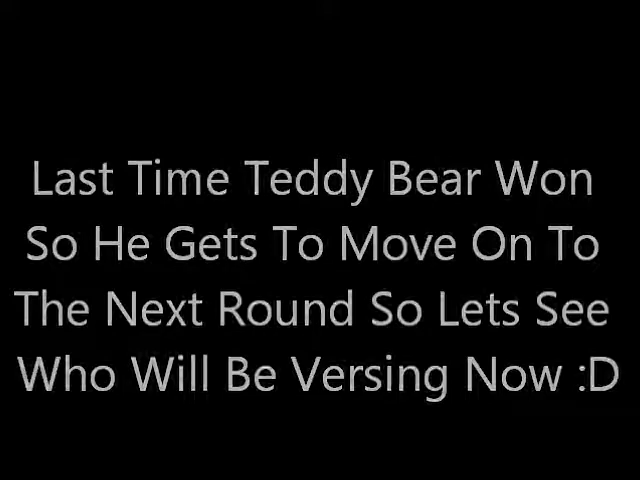 Last Time Teddy Bear Won
So He Gets To Move On To
The Next Round So Lets See
Who Will Be Versing Now :D